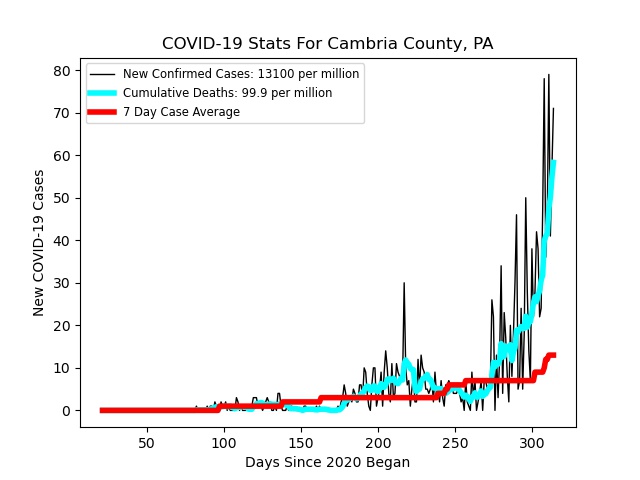 COVID-19 Stats For Cambria County, PA
New Confirmed Cases: 13100 per million
Cumulative Deaths: 99.9 per million
7 Day Case Average
80
70
60
50
40
30
20
10
0
New COVID-19 Cases
50 100 150 200 250 300
Days Since 2020 Began